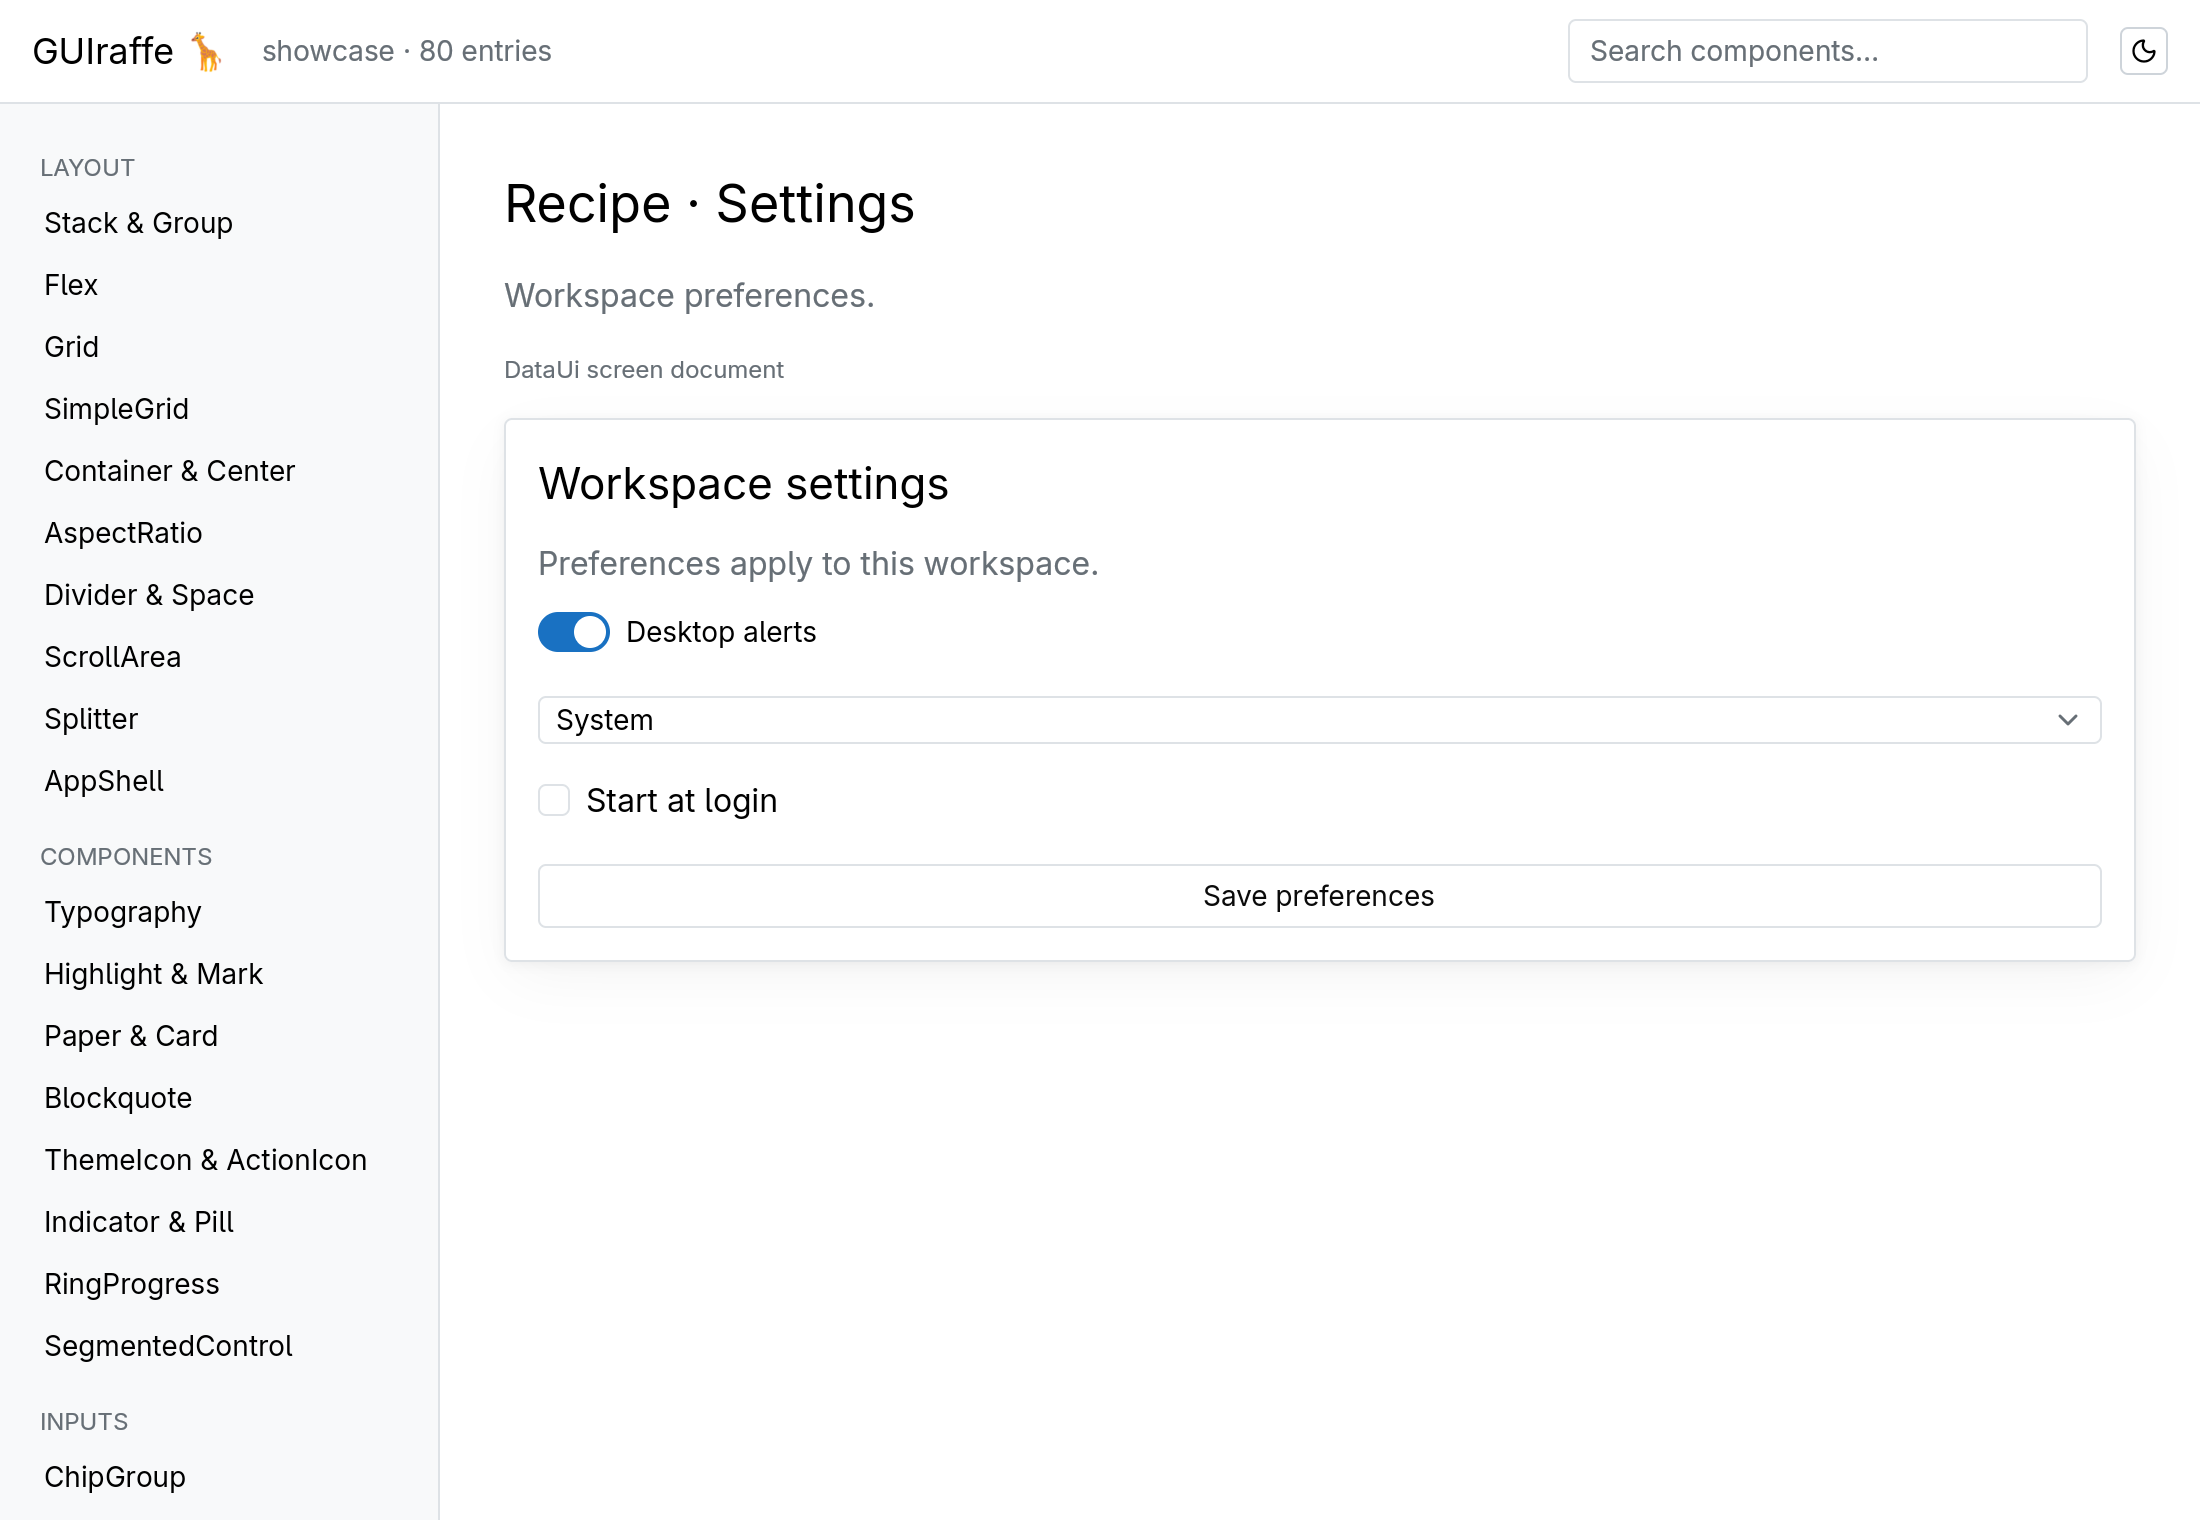 GUIraffe 🦒 showcase · 80 entries
Search components...
LAYOUT
Stack & Group
Flex
Grid
SimpleGrid
Container & Center
AspectRatio
Divider & Space
ScrollArea
Splitter
AppShell
COMPONENTS
Typography
Highlight & Mark
Paper & Card
Blockquote
ThemeIcon & ActionIcon
Indicator & Pill
RingProgress
SegmentedControl
INPUTS
ChipGroup
Recipe · Settings
Workspace preferences.
DataUi screen document
Workspace settings
Preferences apply to this workspace.
Desktop alerts
System
Start at login
Save preferences